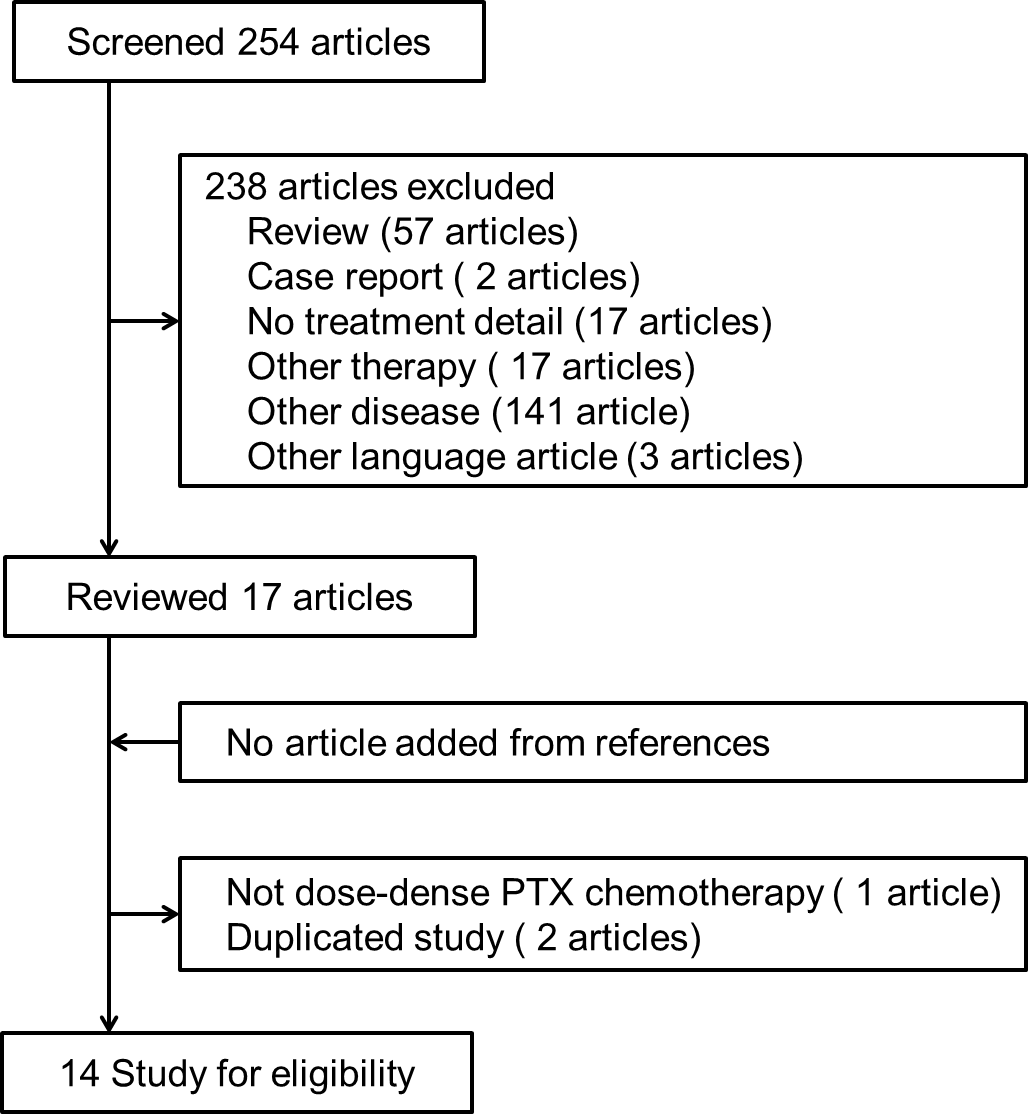 Screened 254 articles
238 articles excluded
Review (57 articles)
Case report ( 2 articles)
No treatment detail (17 articles)
Other therapy ( 17 articles)
Other disease (141 article)
Other language article (3 articles)
Reviewed 17 articles
No article added from references
Not dose-dense PTX chemotherapy ( 1 article)
Duplicated study ( 2 articles)
14 Study for eligibility